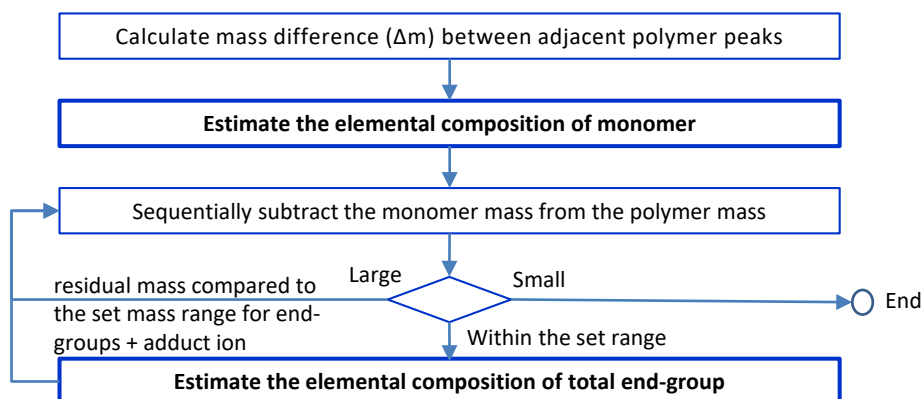 Calculate mass difference (Δm) between adjacent polymer peaks
Estimate the elemental composition of monomer
Sequentially subtract the monomer mass from the polymer mass
Large
Small
residual mass compared to
the set mass range for end-
groups + adduct ion
End
Within the set range
Estimate the elemental composition of total end-group